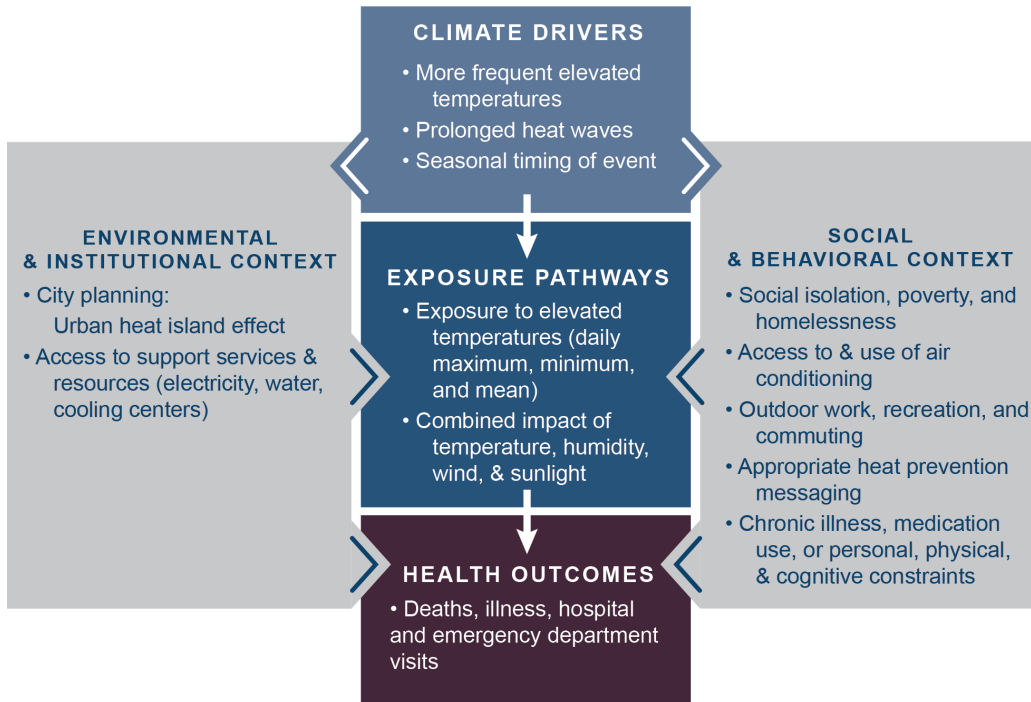 CLIMATE DRIVERS
• More frequent elevated
temperatures
• Prolonged heat waves
• Seasonal timing of event
ENVIRONMENTAL
& INSTITUTIONAL CONTEXT
• City planning:
Urban heat island effect
• Access to support services &
resources (electricity, water,
cooling centers)
EXPOSURE PATHWAYS
• Exposure to elevated
temperatures (daily
maximum, minimum,
and mean)
• Combined impact of
temperature, humidity,
wind, & sunlight
SOCIAL
& BEHAVIORAL CONTEXT
• Social isolation, poverty, and
homelessness
• Access to & use of air
conditioning
• Outdoor work, recreation, and
commuting
• Appropriate heat prevention
messaging
• Chronic illness, medication
use, or personal, physical,
& cognitive constraints
HEALTH OUTCOMES
• Deaths, illness, hospital
and emergency department
visits